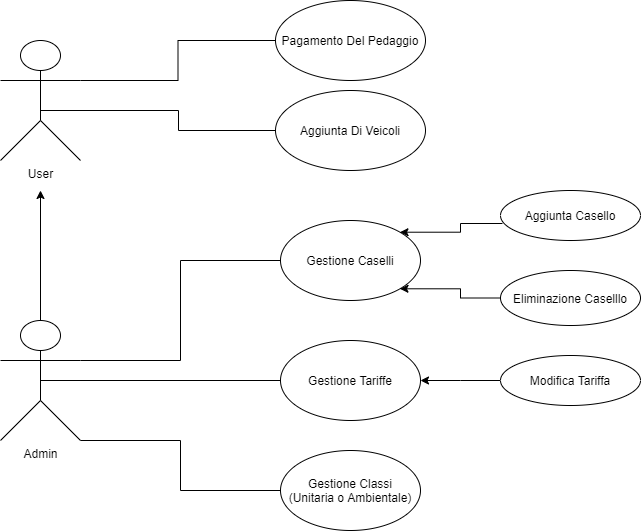 Pagamento Del Pedaggio
Aggiunta Di Veicoli
User
Aggiunta Casello
Gestione Caselli
Eliminazione Caselllo
Gestione Tariffe
Modifica Tariffa
Admin
Gestione Classi
(Unitaria o Ambientale)